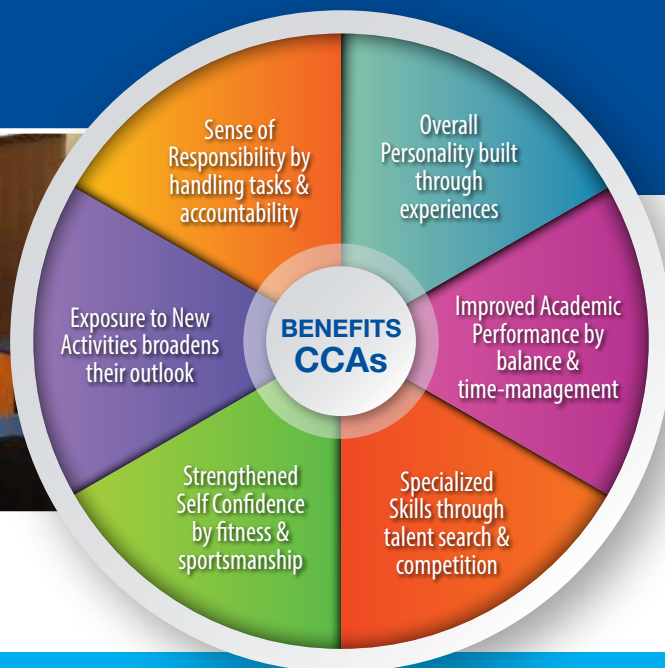 BENEFITS
CCAs
Overall
Personality built
through
experiences
Improved Academic
Performance by
balance &
time-management
Specialized
Skills through
talent search &
competition
Strengthened
Self Confidence
by fitness &
sportsmanship
Exposure to New
Activities broadens
their outlook
Sense of
Responsibility by
handling tasks &
accountability